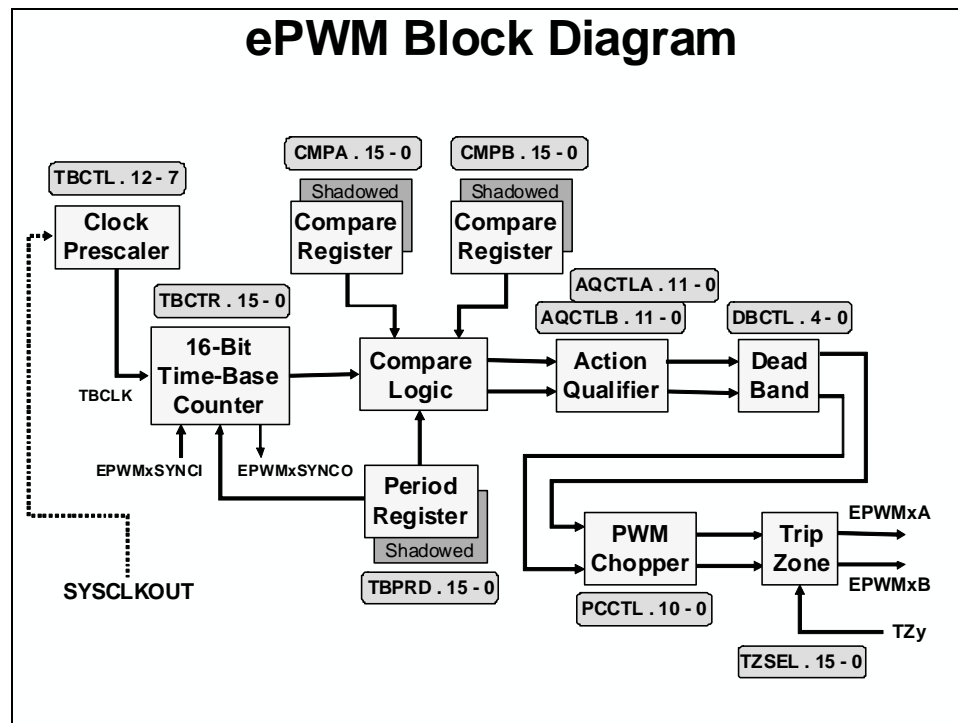 ePWM Block Diagram
CMPA . 15 - 0
CMPB . 15 - 0
TBCTL . 12 - 7
Shadowed
Compare
Register
Shadowed
Compare
Register
Clock
Prescaler
TBCTR . 15 - 0
AQCTLA . 11 - 0
AQCTLB . 11 - 0
DBCTL . 4 - 0
16-Bit
Time-Base
Counter
Compare
Logic
Action
Qualifier
Dead
Band
TBCLK
EPWMxSYNCI
EPWMxSYNCO
Period
Register
Shadowed
TBPRD . 15 - 0
SYSCLKOUT
PWM
Chopper
PCCTL . 10 - 0
Trip
Zone
EPWMxA
EPWMxB
TZy
TZSEL . 15 - 0